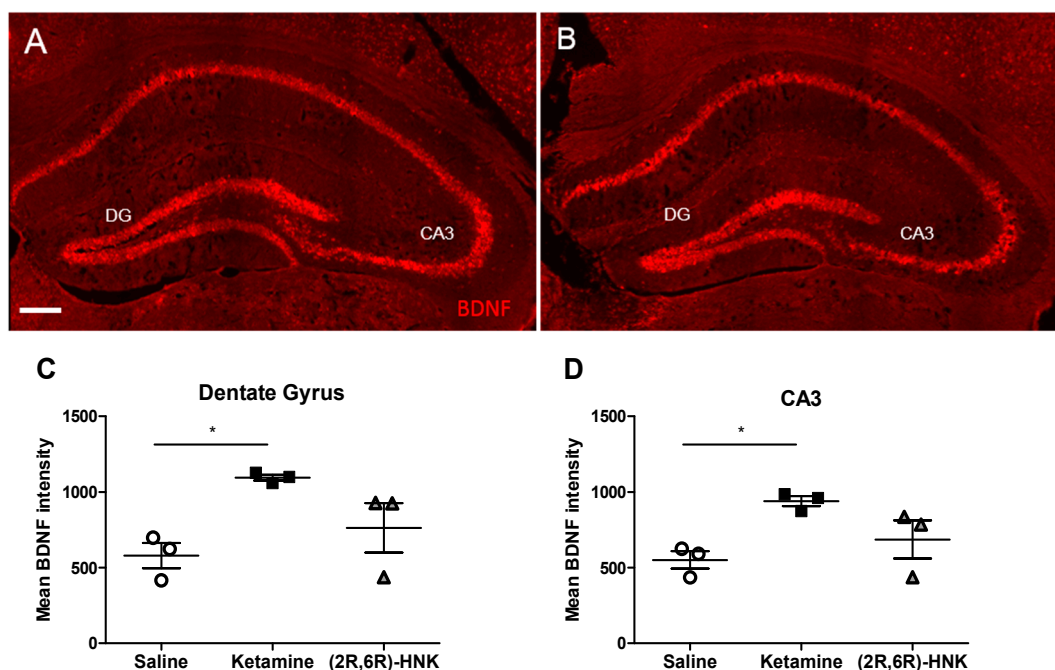 A
B
DG
CA3
DG
CA3
BDNF
C
D
Dentate Gyrus
CA3
1500
1000
500
0
Mean BDNF intensity
*
Saline
Ketamine
(2R,6R)-HNK
1500
1000
500
0
Mean BDNF intensity
*
Saline
Ketamine
(2R,6R)-HNK